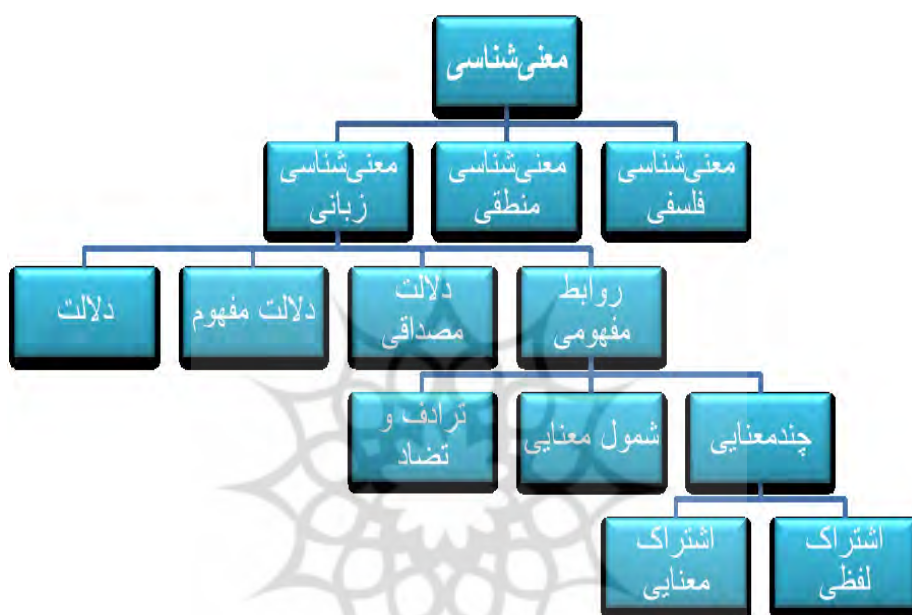 معنی‌شناسی
معنی‌شناسی
فلسفی
معنی‌شناسی
منطقی
معنی‌شناسی
زبانی
روابط
مفهومی
دلالت
مصداقی
دلالت مفهوم
دلالت
چندمعنایی
شمول معنایی
ترادف و
تضاد
اشتراک
لفظی
اشتراک
معنایی